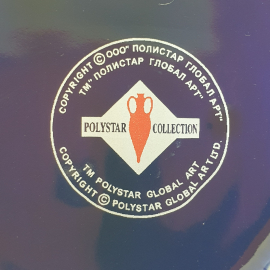 COPYRIGHT © ООО" ПОЛИСТАР ГЛОБАЛ АРТ"
ТМ" ПОЛИСТАР ГЛОБАЛ АРТ"
POLYSTAR COLLECTION
TM POLYSTAR GLOBAL ART
COPYRIGHT © POLYSTAR GLOBAL ART LTD.